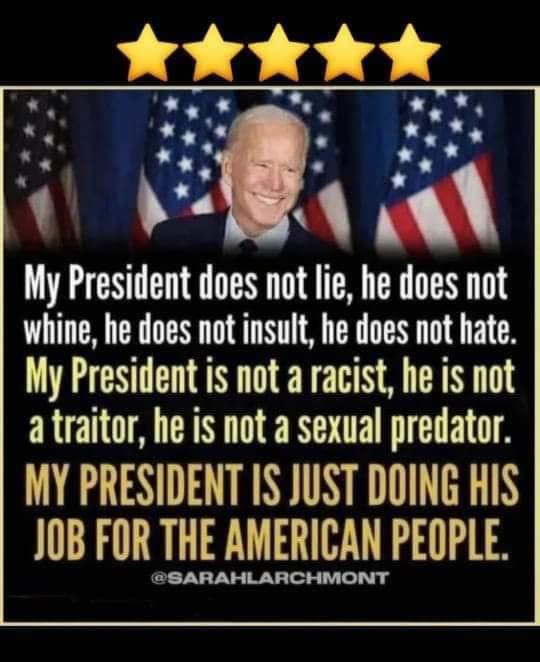 My President does not lie, he does not
whine, he does not insult, he does not hate.
My President is not a racist, he is not
a traitor, he is not a sexual predator.
MY PRESIDENT IS JUST DOING HIS
JOB FOR THE AMERICAN PEOPLE.
@SARAHLARCHMONT